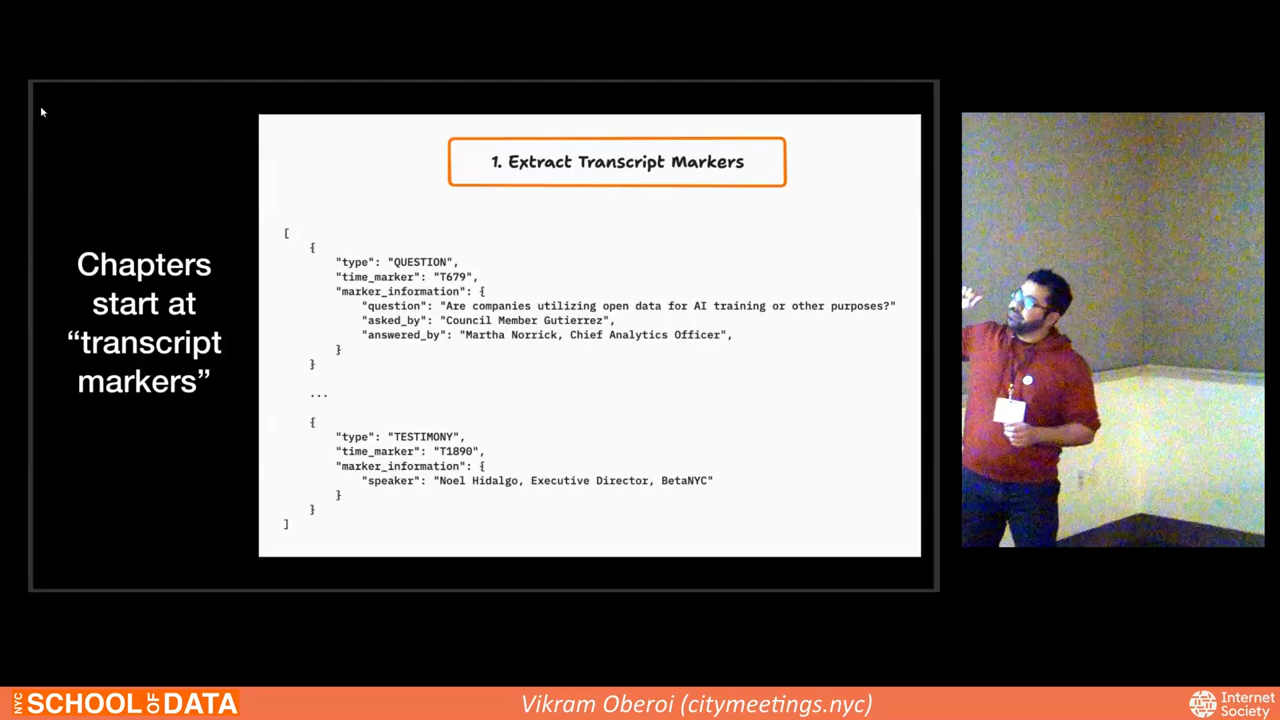 Chapters
start at
“transcript
markers”
1. Extract Transcript Markers
[
{
"type": "QUESTION",
"time_marker": "T679",
"marker_information": {
"question": "Are companies utilizing open data for AI training or other purposes?"
"asked_by": "Council Member Gutierrez",
"answered_by": "Martha Norrick, Chief Analytics Officer",
}
}
...
{
"type": "TESTIMONY",
"time_marker": "T1890",
"marker_information": {
"speaker": "Noel Hidalgo, Executive Director, BetaNYC"
}
}
]
NYC SCHOOL OF DATA
Vikram Oberoi (citymeetings.nyc)
Internet
Society